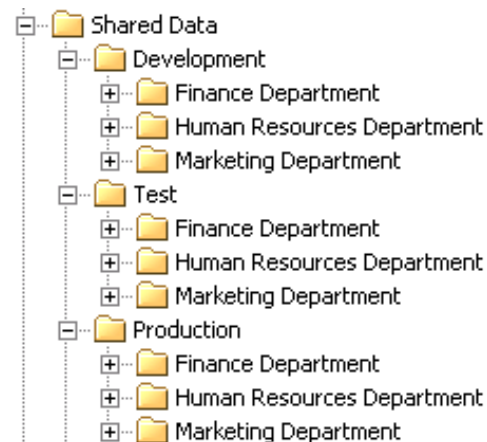 Shared Data
Development
Finance Department
Human Resources Department
Marketing Department
Test
Finance Department
Human Resources Department
Marketing Department
Production
Finance Department
Human Resources Department
Marketing Department